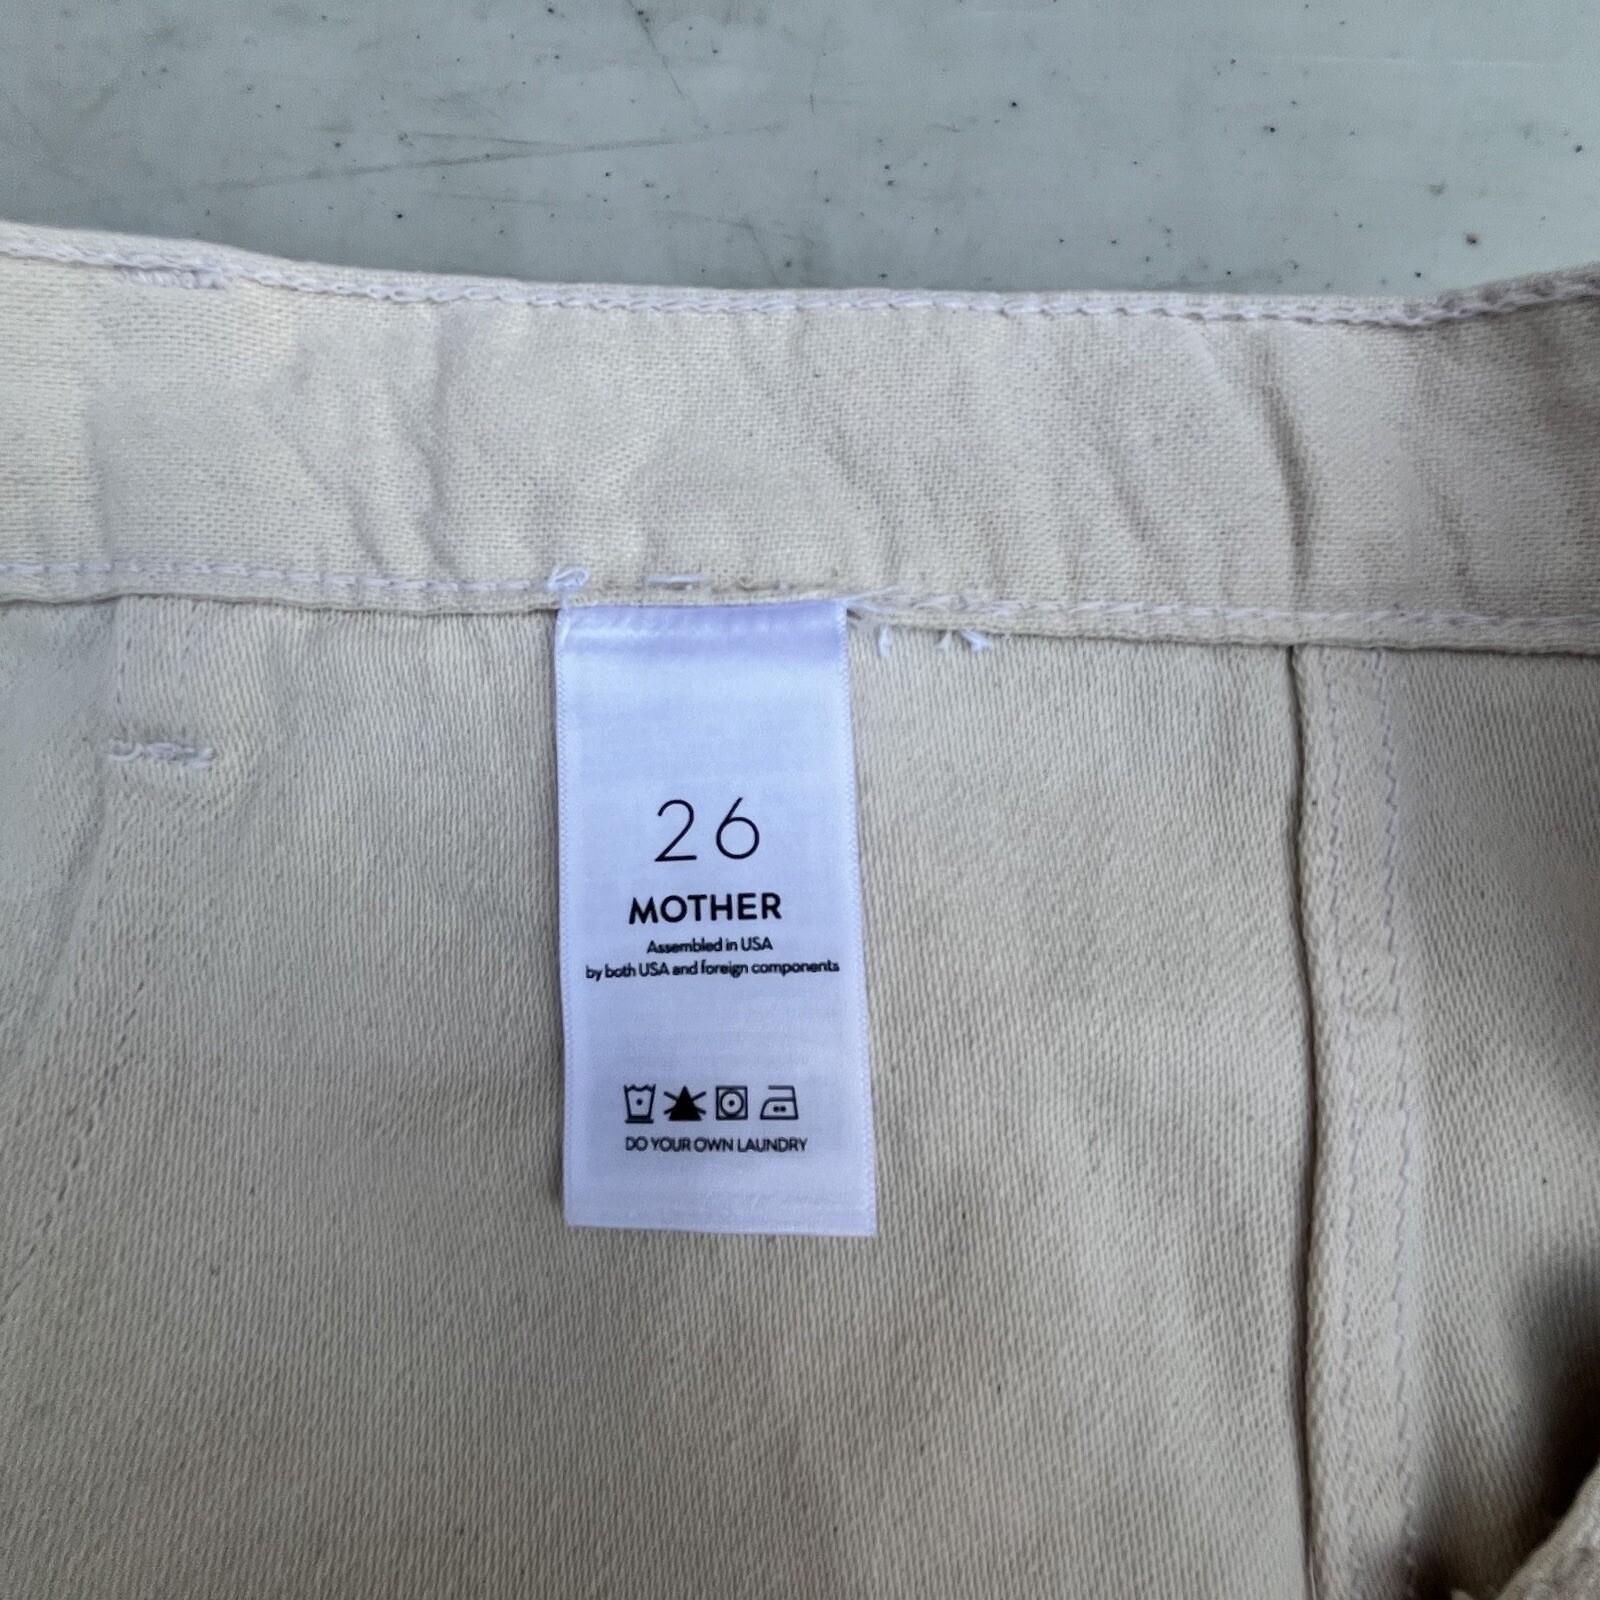 26
MOTHER
Assembled in USA
by both USA and foreign components
DO YOUR OWN LAUNDRY